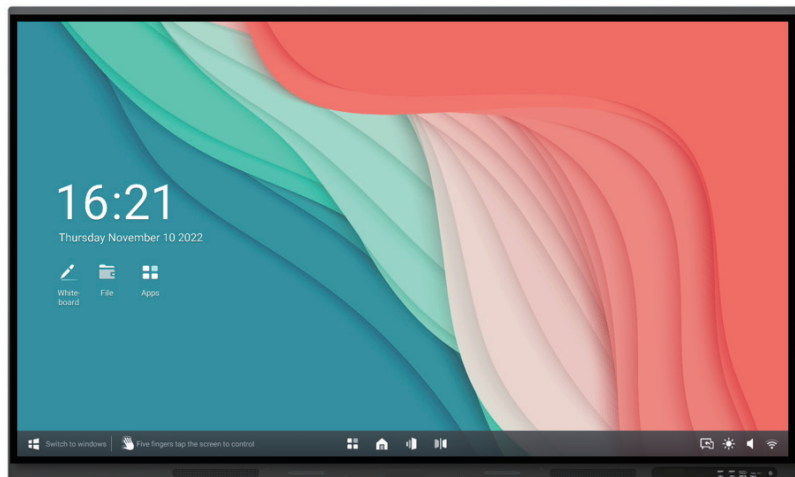 16:21
Thursday November 10 2022
White-
board
File
Apps
Switch to windows
Five fingers tap the screen to control